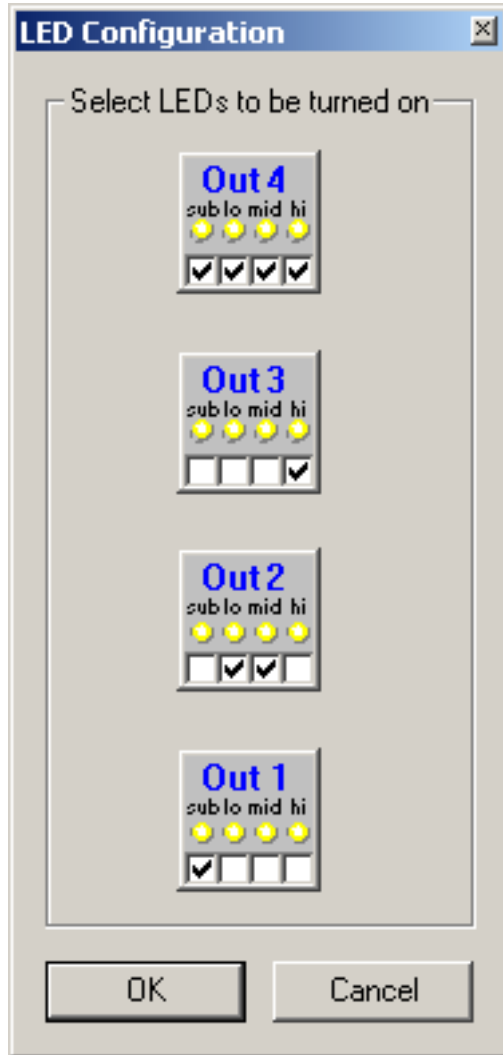 LED Configuration
Select LEDs to be turned on
Out 4
sub lo mid hi
Out 3
sub lo mid hi
Out 2
sub lo mid hi
Out 1
sub lo mid hi
OK Cancel